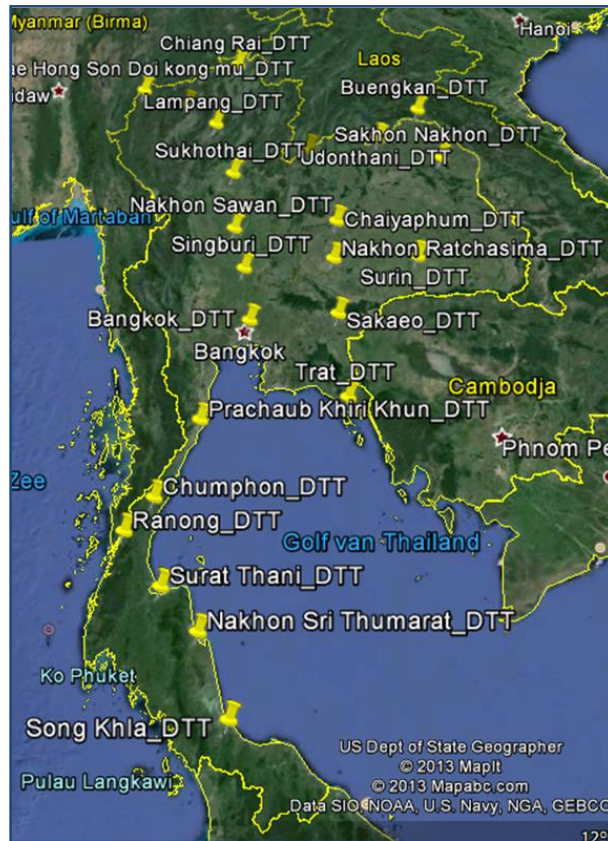 Myanmar (Birma)
Hanoi
Chiang Rai_DTT
Laos
ae Hong Son Doi kong mu_DTT
idaw
Buengkan_DTT
Lampang_DTT
Sakhon Nakhon_DTT
Sukhothai_DTT
Udonthani_DTT
Nakhon Sawan_DTT
Gulf of Martaban
Chaiyaphum_DTT
Singburi_DTT
Nakhon Ratchasima_DTT
Surin_DTT
Bangkok_DTT
Sakaeo_DTT
Bangkok
Trat_DTT
Cambodja
Prachaub Khiri Khun_DTT
Phnom Pe
Zee
Chumphon_DTT
Ranong_DTT
Golf van Thailand
Surat Thani_DTT
Nakhon Sri Thumarat_DTT
Ko Phuket
Song Khla_DTT
US Dept of State Geographer
© 2013 MapIt
Pulau Langkawi
© 2013 Mapabc.com
Data SIO, NOAA, U.S. Navy, NGA, GEBCO
12°